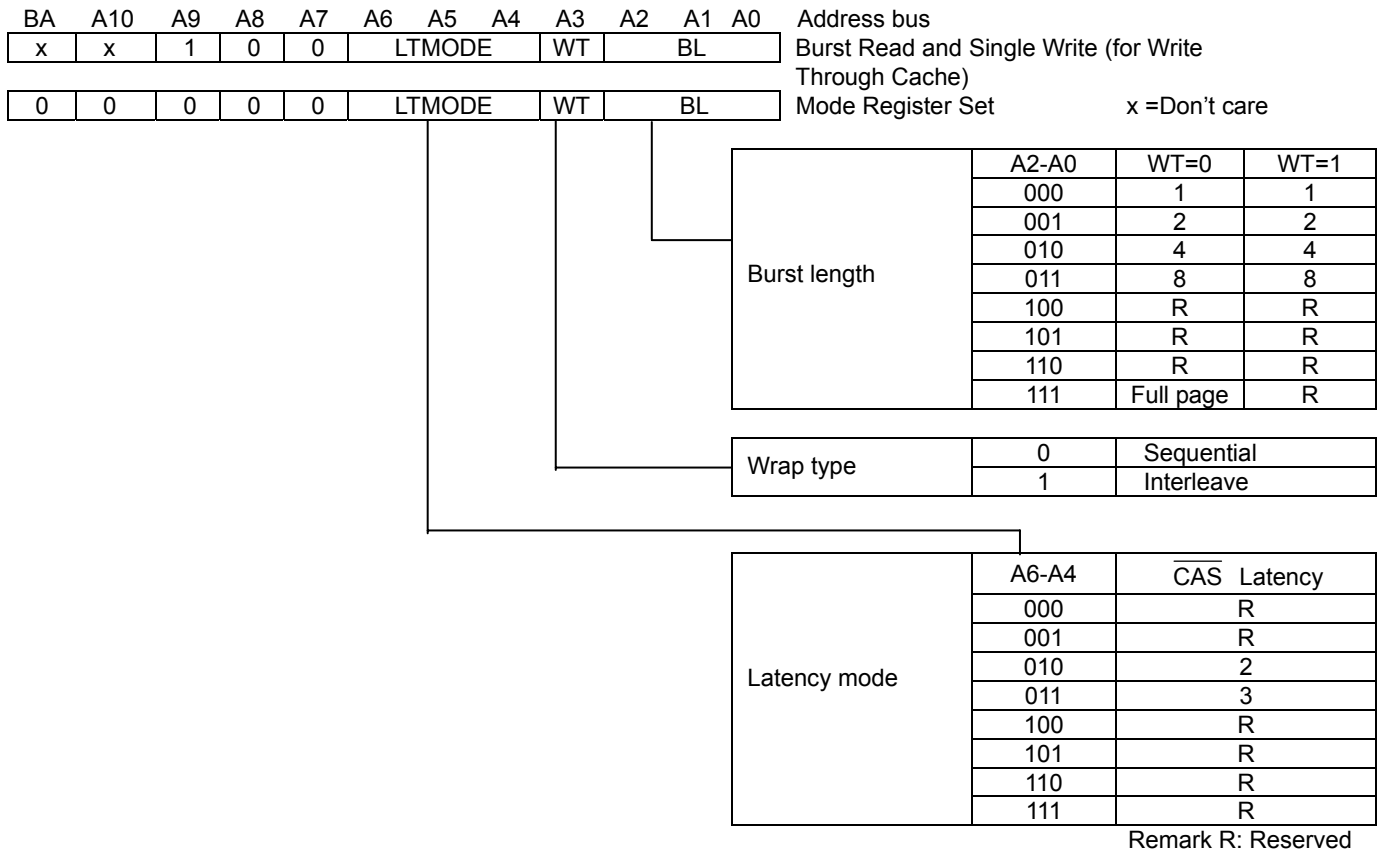 BA A10 A9 A8 A7 A6 A5 A4 A3 A2 A1 A0 Address bus
x x 1 0 0 LTMODE WT BL Burst Read and Single Write (for Write
Through Cache)
0 0 0 0 0 LTMODE WT BL Mode Register Set x =Don't care
Burst length
A2-A0 WT=0 WT=1
000 1 1
001 2 2
010 4 4
011 8 8
100 R R
101 R R
110 R R
111 Full page R
Wrap type
0 Sequential
1 Interleave
Latency mode
A6-A4 CAS Latency
000 R
001 R
010 2
011 3
100 R
101 R
110 R
111 R
Remark R: Reserved